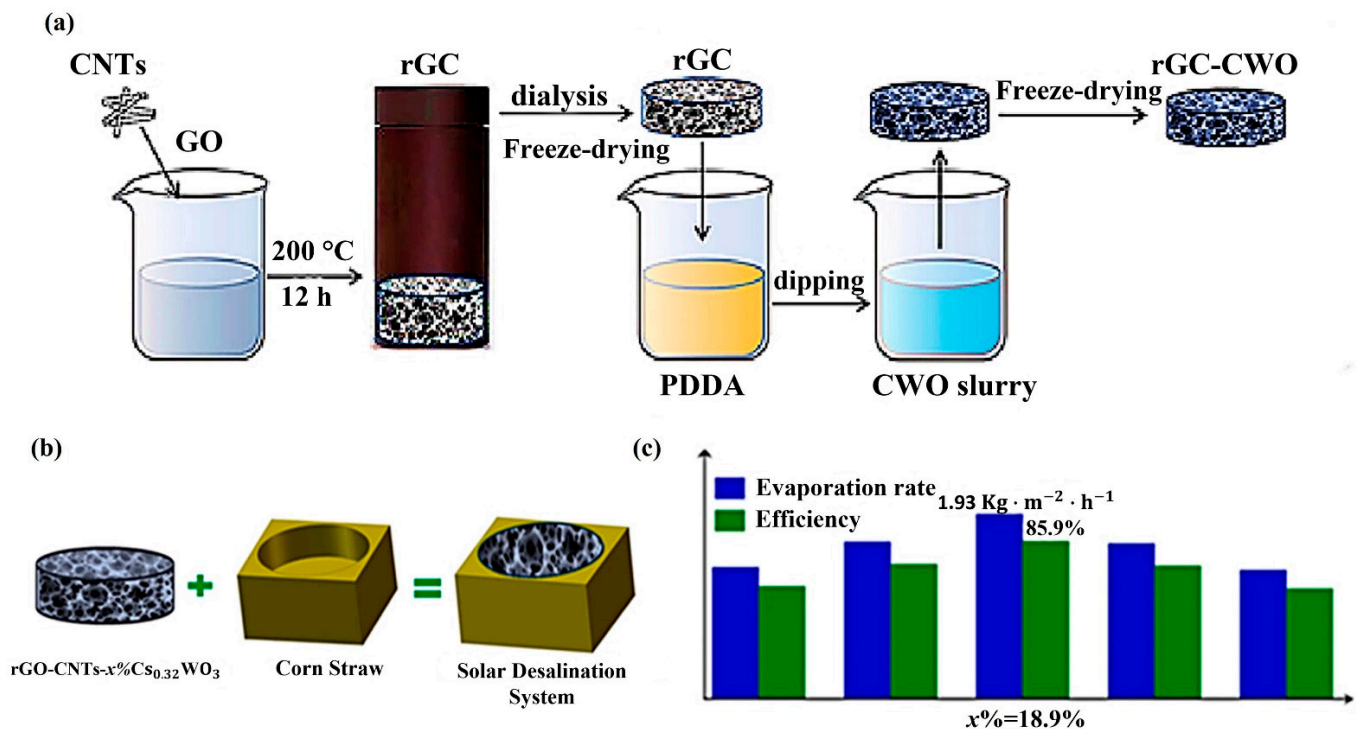 (a)
CNTs
GO
200 °C
12 h
rGC
dialysis
Freeze-drying
rGC
PDDA
dipping
CWO slurry
Freeze-drying
rGC-CWO
(b)
rGO-CNTs-x%Cs₀.₃₂WO₃
Corn Straw
Solar Desalination
System
(c)
Evaporation rate
Efficiency
1.93 Kg · m⁻² · h⁻¹
85.9%
x%=18.9%